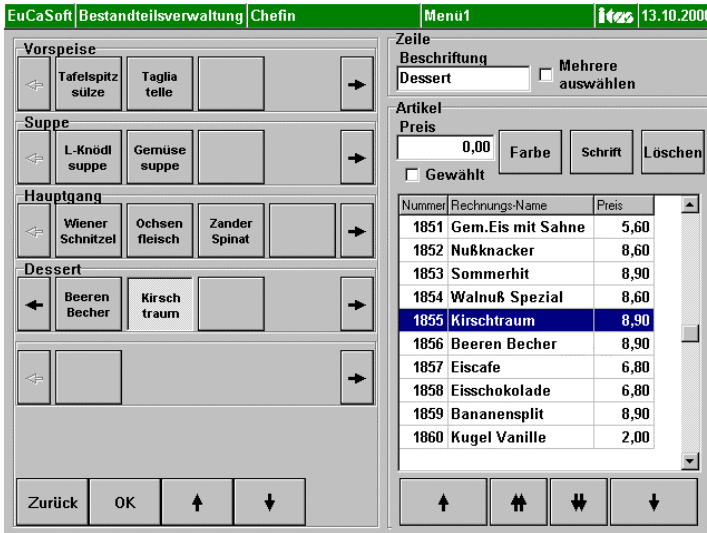 EuCaSoft Bestandteilsverwaltung Chefin Menü1 itas 13.10.2000
Vorspeise
Tafelspitz
sülze
Taglia
telle
Suppe
L-Knödl
suppe
Gemüse
suppe
Hauptgang
Wiener
Schnitzel
Ochsen
fleisch
Zander
Spinat
Dessert
Beeren
Becher
Kirsch
traum
Zurück
OK
Zeile
Beschriftung
Dessert
Mehrere
auswählen
Artikel
Preis
0,00
Farbe
Schrift
Löschen
Gewählt
Nummer Rechnungs-Name Preis
1851 Gem.Eis mit Sahne 5,60
1852 Nußknacker 8,60
1853 Sommerhit 8,90
1854 Walnuß Spezial 8,60
1855 Kirschtraum 8,90
1856 Beeren Becher 8,90
1857 Eiscafe 6,80
1858 Eisschokolade 6,80
1859 Bananensplit 8,90
1860 Kugel Vanille 2,00